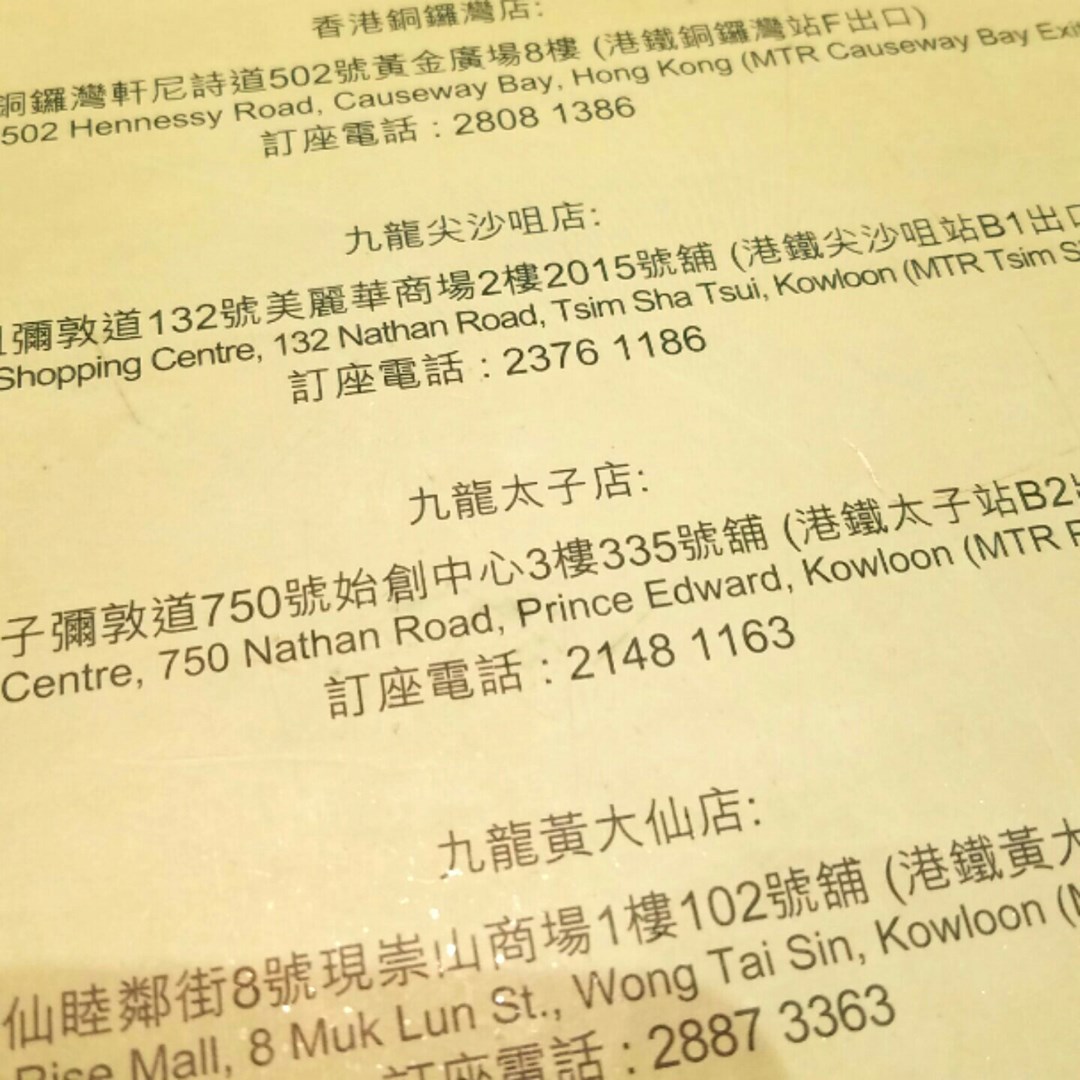 香港銅鑼灣店:
銅鑼灣軒尼詩道502號黃金廣場8樓 (港鐵銅鑼灣站F出口)
502 Hennessy Road, Causeway Bay, Hong Kong (MTR Causeway Bay Exit
訂座電話 : 2808 1386
九龍尖沙咀店:
彌敦道132號美麗華商場2樓2015號舖 (港鐵尖沙咀站B1出口
Shopping Centre, 132 Nathan Road, Tsim Sha Tsui, Kowloon (MTR Tsim S
訂座電話 : 2376 1186
九龍太子店:
子彌敦道750號始創中心3樓335號舖 (港鐵太子站B2
Centre, 750 Nathan Road, Prince Edward, Kowloon (MTR
訂座電話 : 2148 1163
九龍黃大仙店:
仙睦鄰街8號現崇山商場1樓102號舖 (港鐵黃大
Rise Mall, 8 Muk Lun St., Wong Tai Sin, Kowloon (
訂座電話 : 2887 3363